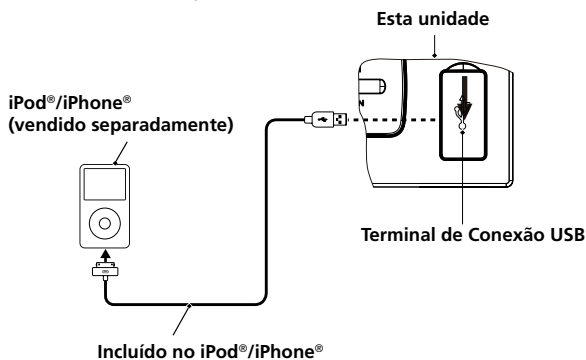 Esta unidade
iPod®/iPhone®
(vendido separadamente)
Terminal de Conexão USB
Incluído no iPod®/iPhone®